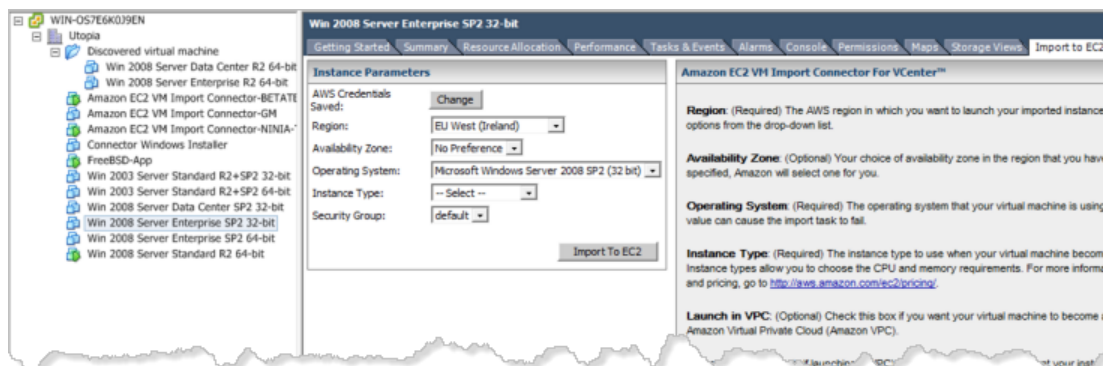 WIN-OS7E6K0J9EN
Utopia
Discovered virtual machine
Win 2008 Server Data Center R2 64-bit
Win 2008 Server Enterprise R2 64-bit
Amazon EC2 VM Import Connector-BETATE
Amazon EC2 VM Import Connector-GM
Amazon EC2 VM Import Connector-NINIA-
Connector Windows Installer
FreeBSD-App
Win 2003 Server Standard R2+SP2 32-bit
Win 2003 Server Standard R2+SP2 64-bit
Win 2008 Server Data Center SP2 32-bit
Win 2008 Server Enterprise SP2 32-bit
Win 2008 Server Enterprise SP2 64-bit
Win 2008 Server Standard R2 64-bit
Win 2008 Server Enterprise SP2 32-bit
Getting Started Summary Resource Allocation Performance Tasks & Events Alarms Console Permissions Maps Storage Views Import to EC2
Instance Parameters
AWS Credentials
Saved: Change
Region: EU West (Ireland)
Availability Zone: No Preference
Operating System: Microsoft Windows Server 2008 SP2 (32 bit)
Instance Type: -- Select --
Security Group: default
Import To EC2
Amazon EC2 VM Import Connector For VCenter™
Region: (Required) The AWS region in which you want to launch your imported instance
options from the drop-down list.
Availability Zone: (Optional) Your choice of availability zone in the region that you have
specified, Amazon will select one for you.
Operating System: (Required) The operating system that your virtual machine is using
value can cause the import task to fail.
Instance Type: (Required) The instance type to use when your virtual machine becom
Instance types allow you to choose the CPU and memory requirements. For more informa
and pricing, go to http://aws.amazon.com/ec2/pricing/.
Launch in VPC: (Optional) Check this box if you want your virtual machine to become a
Amazon Virtual Private Cloud (Amazon VPC).